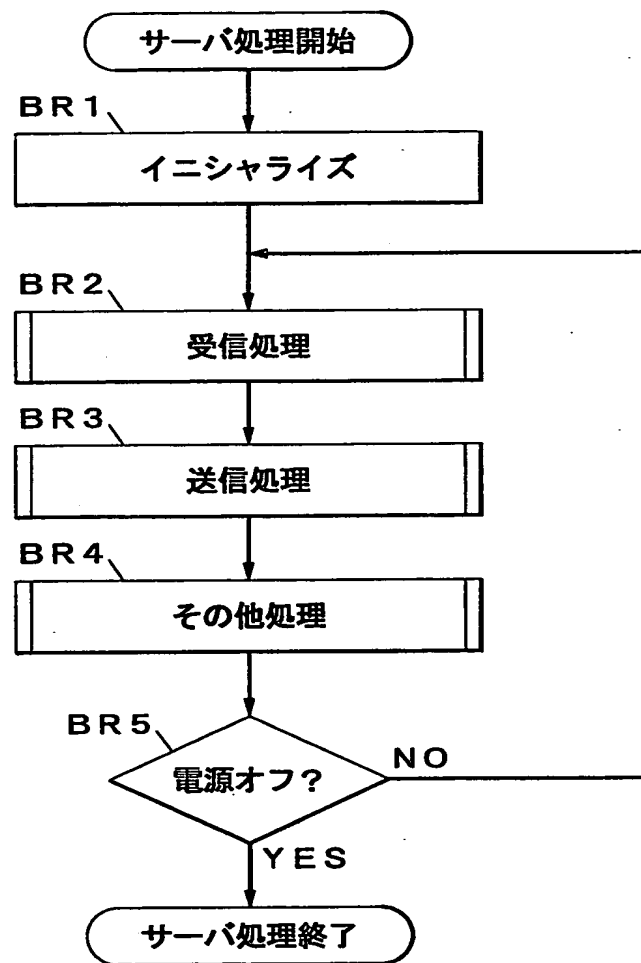 サーバ処理開始
BR1
イニシャライズ
BR2
受信処理
BR3
送信処理
BR4
その他処理
BR5
電源オフ?
NO
YES
サーバ処理終了